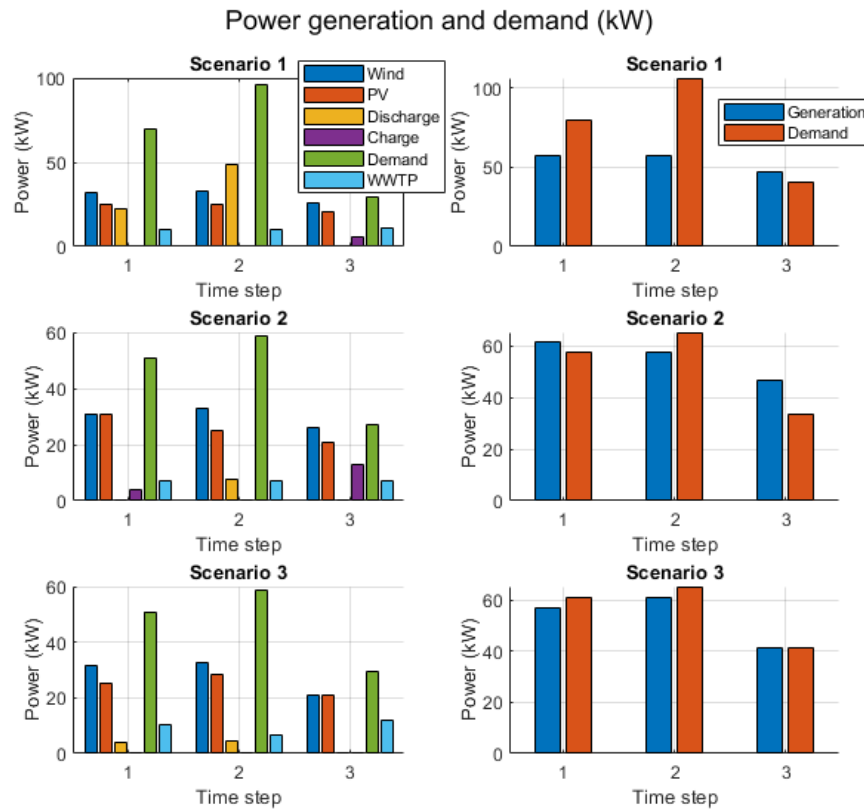 Power generation and demand (kW)
Scenario 1
Power (kW)
100
50
0
1 2 3
Time step
Wind
PV
Discharge
Charge
Demand
WWTP
Scenario 1
Power (kW)
100
50
0
1 2 3
Time step
Generation
Demand
Scenario 2
Power (kW)
60
40
20
0
1 2 3
Time step
Scenario 2
Power (kW)
60
40
20
0
1 2 3
Time step
Scenario 3
Power (kW)
60
40
20
0
1 2 3
Time step
Scenario 3
Power (kW)
60
40
20
0
1 2 3
Time step